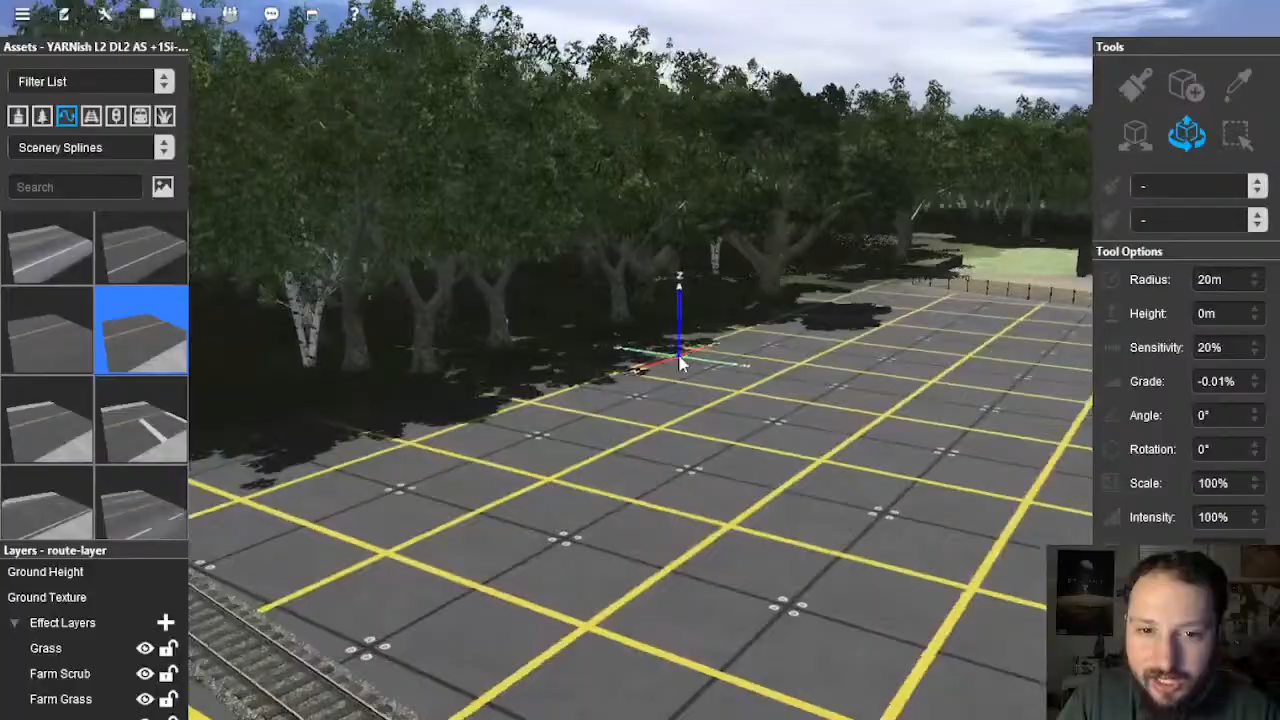 Assets - YARNish L2 DL2 AS +1Si-...
Filter List
Scenery Splines
Search
Layers - route-layer
Ground Height
Ground Texture
Effect Layers
Grass
Farm Scrub
Farm Grass
z
Tools
-
-
Tool Options
Radius: 20m
Height: 0m
Sensitivity: 20%
Grade: -0.01%
Angle: 0°
Rotation: 0°
Scale: 100%
Intensity: 100%